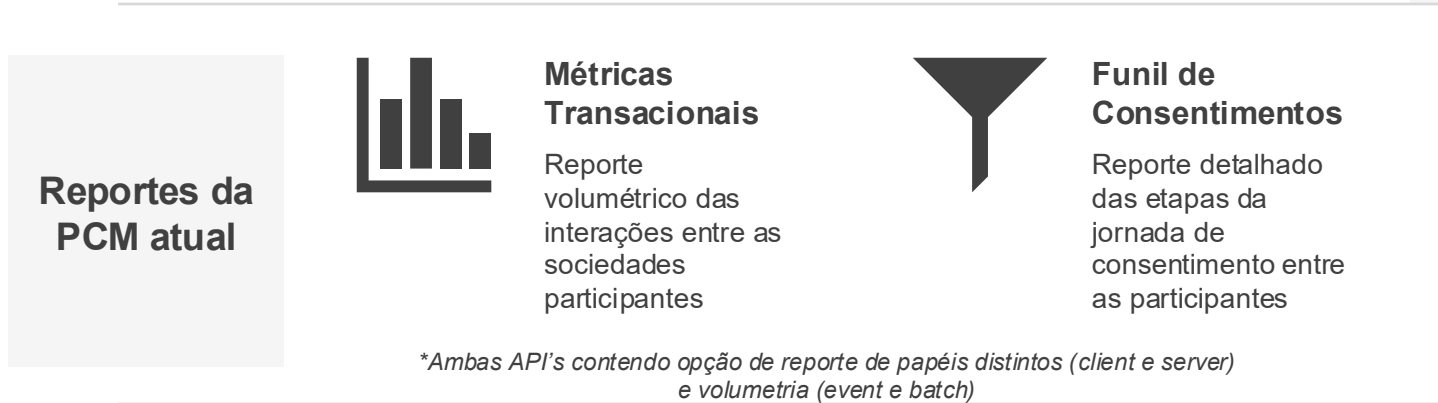 Reportes da
PCM atual
Métricas
Transacionais
Reporte
volumétrico das
interações entre as
sociedades
participantes
Funil de
Consentimentos
Reporte detalhado
das etapas da
jornada de
consentimento entre
as participantes
*Ambas API's contendo opção de reporte de papéis distintos (client e server)
e volumetria (event e batch)